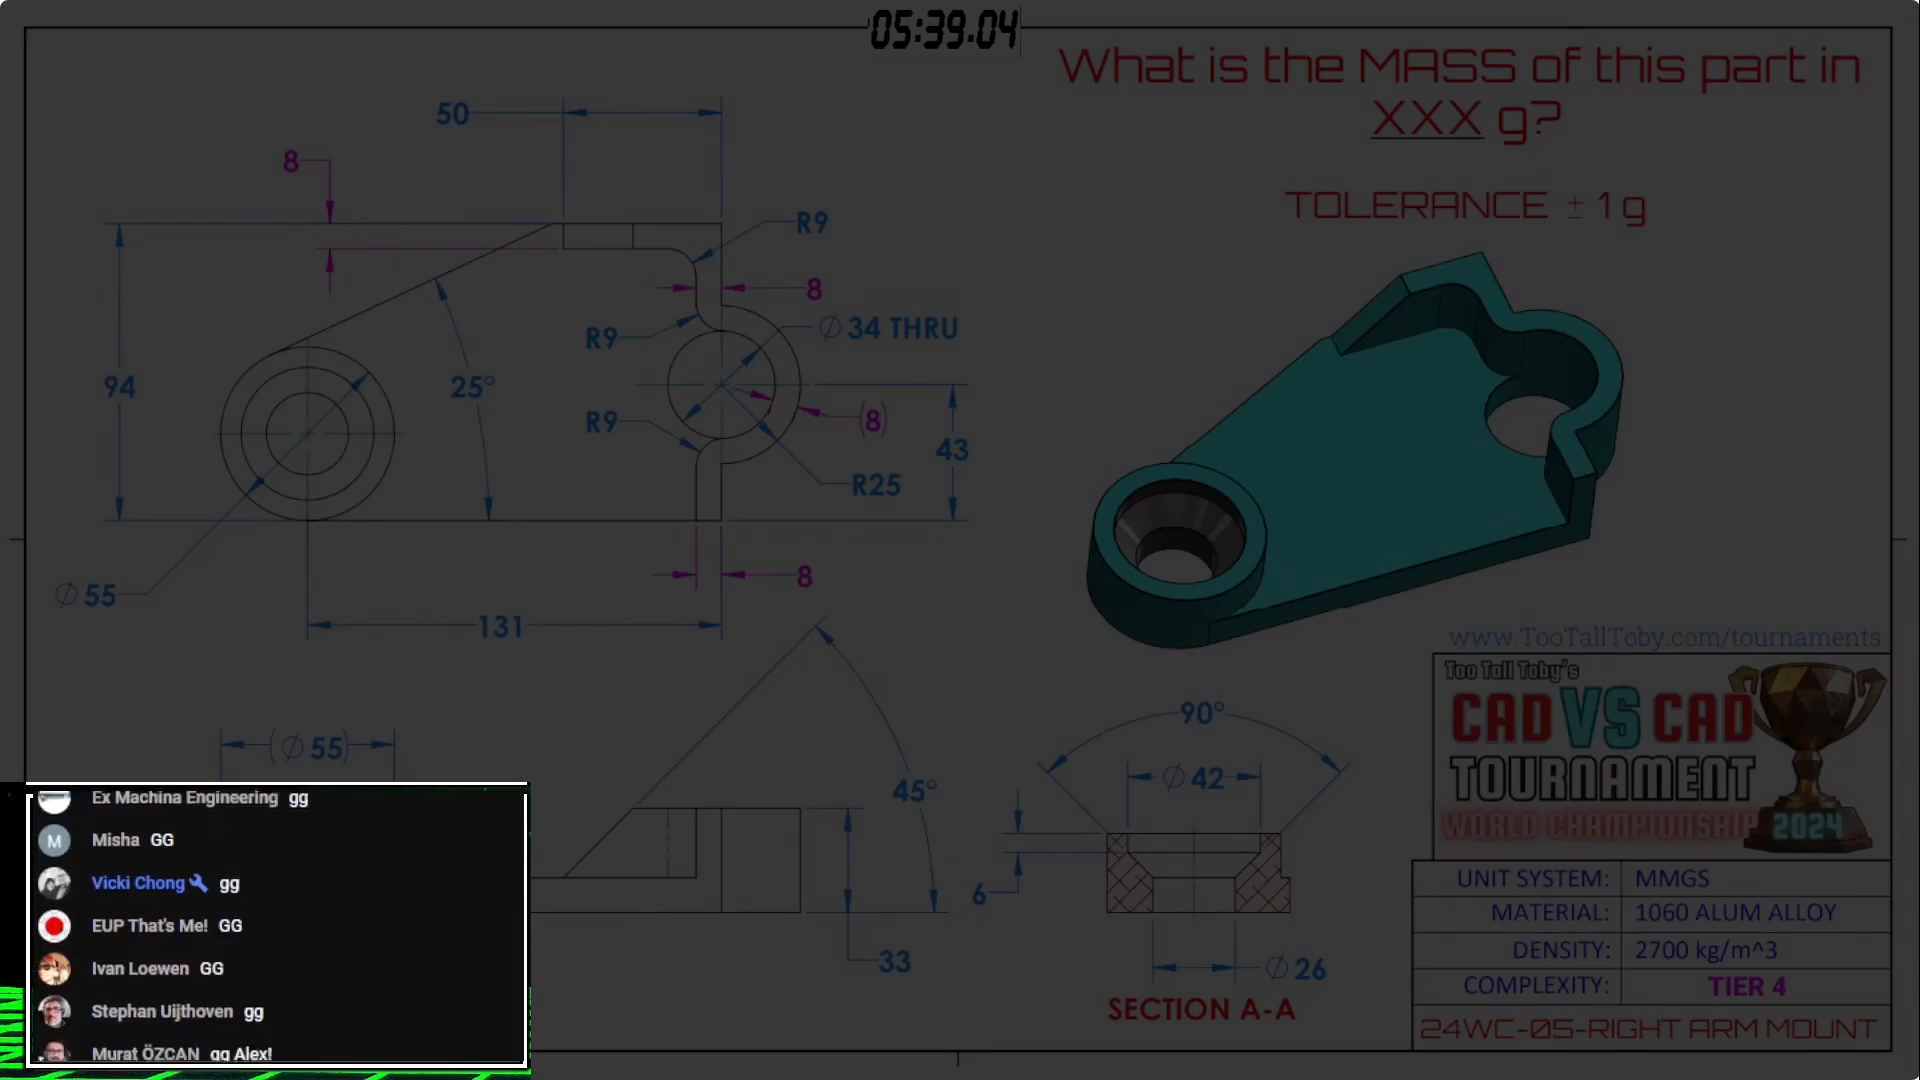 05:39.04
What is the MASS of this part in
XXX g?
TOLERANCE ± 1 g
50
8
R9
8
R9
Ø 34 THRU
94
25°
R9
(8)
43
R25
Ø 55
8
131
www.TooTallToby.com/tournaments
Too Tall Toby's
CAD VS CAD
TOURNAMENT
WORLD CHAMPIONSHIP 2024
(Ø 55)
45°
33
90°
Ø 42
6
Ø 26
SECTION A-A
UNIT SYSTEM: MMGS
MATERIAL: 1060 ALUM ALLOY
DENSITY: 2700 kg/m^3
COMPLEXITY: TIER 4
24WC-05-RIGHT ARM MOUNT
Ex Machina Engineering gg
M Misha GG
Vicki Chong gg
EUP That's Me! GG
Ivan Loewen GG
Stephan Uijthoven gg
Murat ÖZCAN gg Alex!